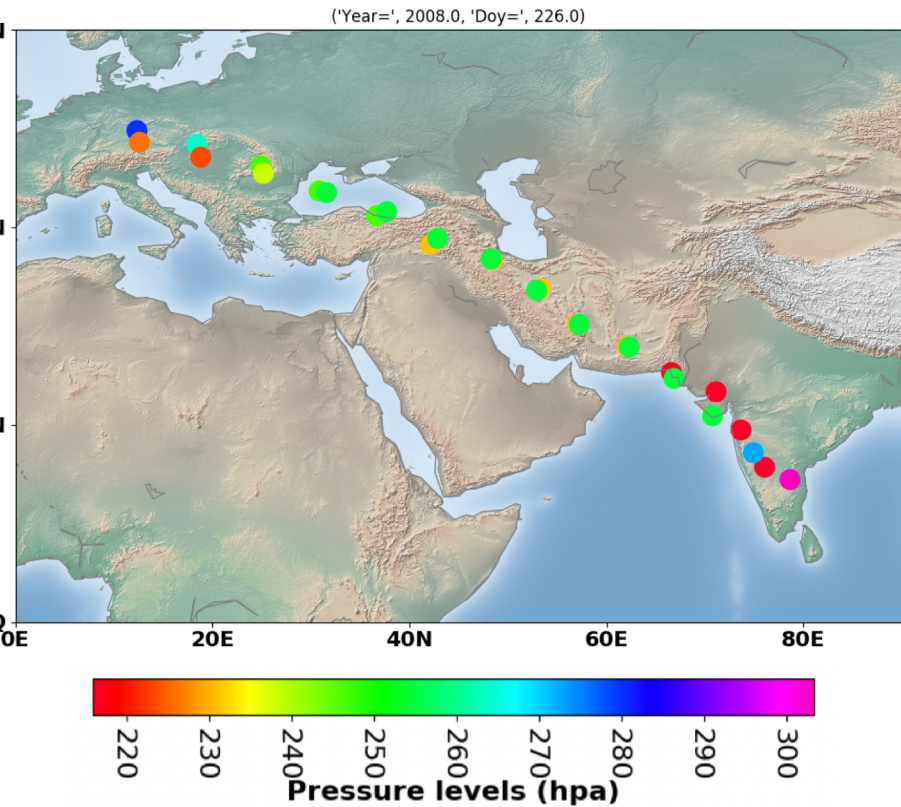 ('Year=', 2008.0, 'Doy=', 226.0)
N
N
N
Q
0E 20E 40N 60E 80E
220 230 240 250 260 270 280 290 300
Pressure levels (hpa)